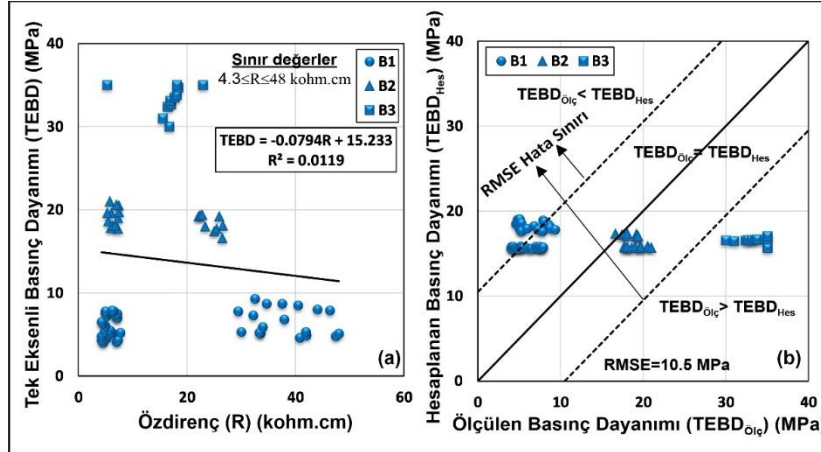 Tek Eksenli Basınç Dayanımı (TEBD) (MPa)
40
30
20
10
0
Sınır değerler
4.3≤R≤48 kohm.cm
B1
B2
B3
TEBD = -0.0794R + 15.233
R² = 0.0119
(a)
0
20
40
60
Özdirenç (R) (kohm.cm)
Hesaplanan Basınç Dayanımı (TEBDHes) (MPa)
40
30
20
10
0
B1 B2 B3
TEBDÖlç < TEBDHes
RMSE Hata Sınırı
TEBDÖlç = TEBDHes
TEBDÖlç > TEBDHes
RMSE=10.5 MPa
(b)
0
10
20
30
40
Ölçülen Basınç Dayanımı (TEBDÖlç) (MPa)